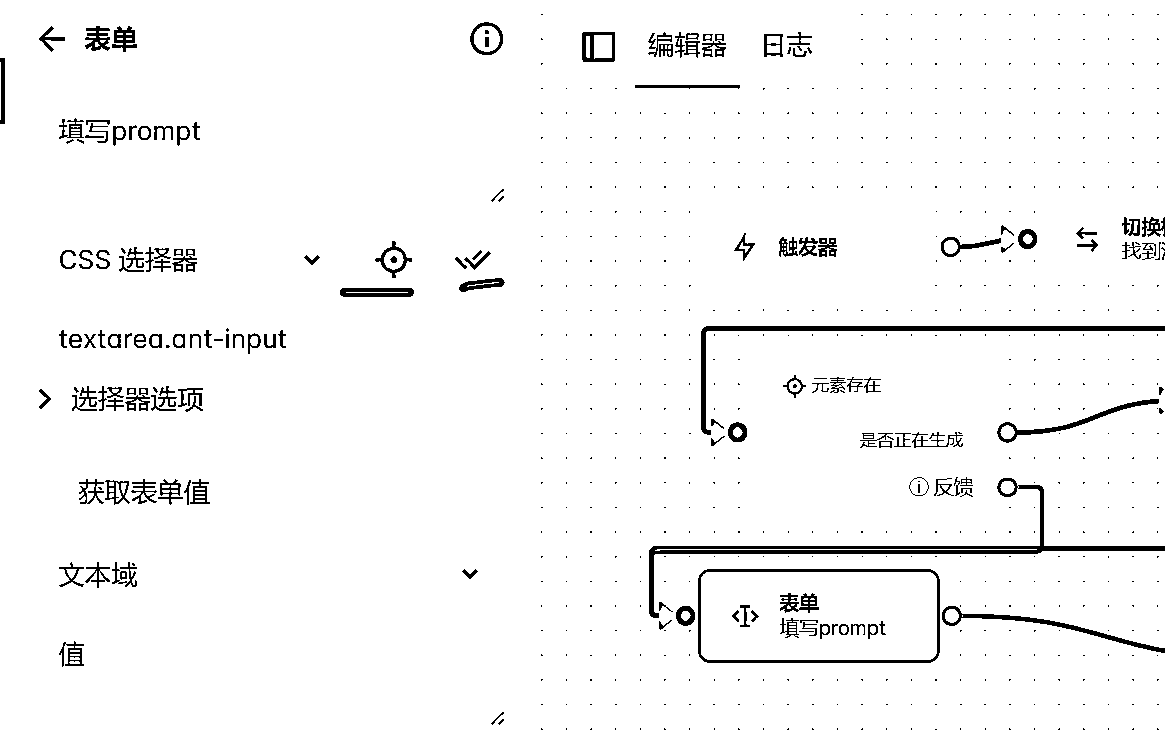 表单
填写prompt
CSS 选择器
textarea.ant-input
选择器选项
获取表单值
文本域
值
编辑器 日志
触发器
切换
找到
元素存在
是否正在生成
反馈
表单
填写prompt